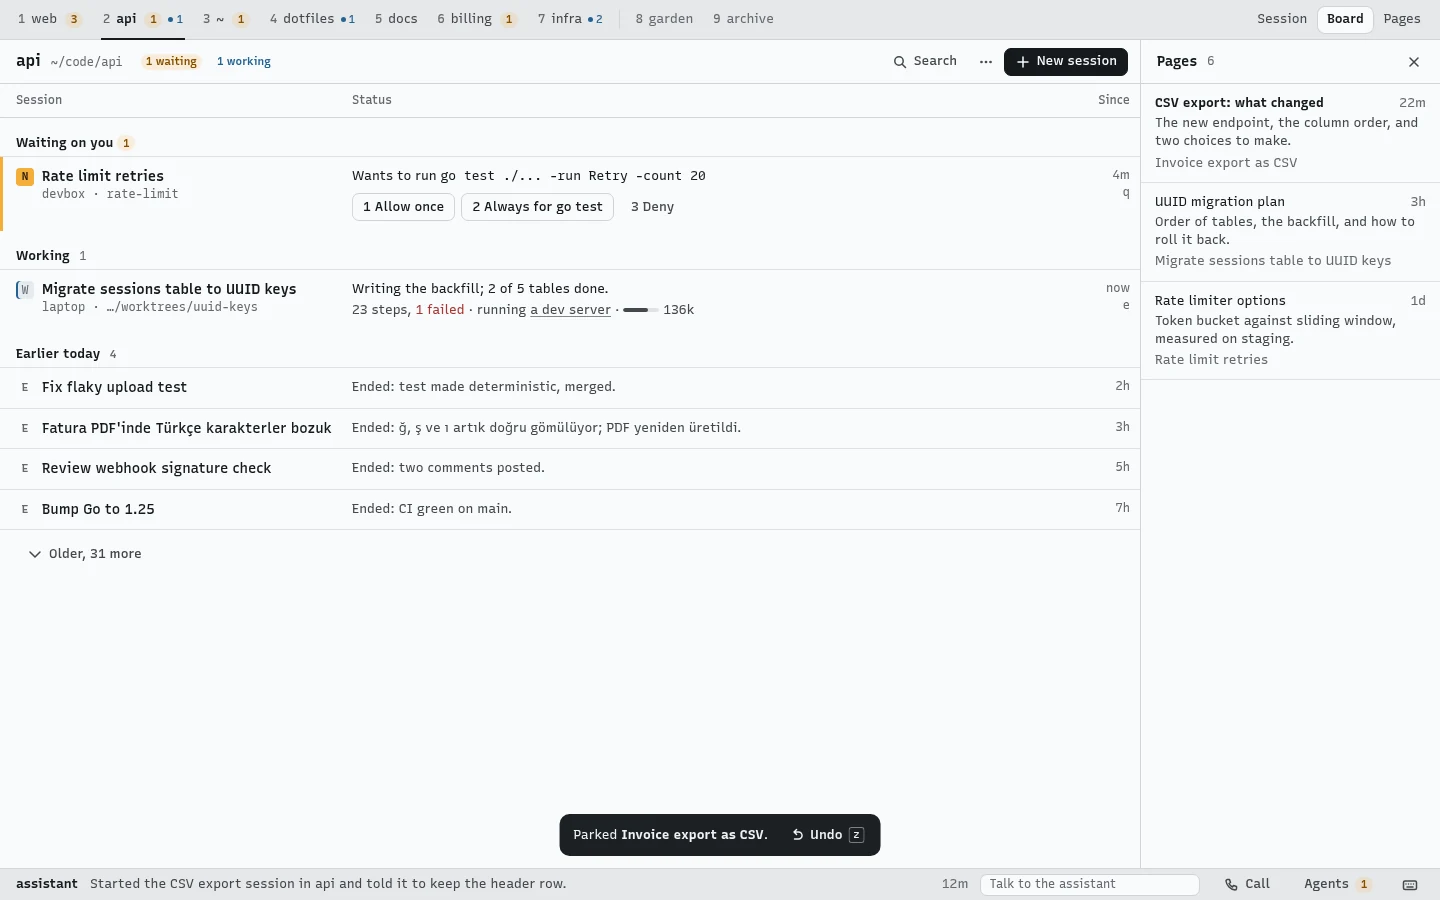 1 web 3 2 api 1 •1 3 ~ 1 4 dotfiles •1 5 docs 6 billing 1 7 infra •2 8 garden 9 archive Session Board Pages
api ~/code/api 1 waiting 1 working Search ··· + New session
Session Status Since
Waiting on you 1
N Rate limit retries Wants to run go test ./... -run Retry -count 20 4m
devbox · rate-limit q
1 Allow once 2 Always for go test 3 Deny
Working 1
W Migrate sessions table to UUID keys Writing the backfill; 2 of 5 tables done. now
laptop · …/worktrees/uuid-keys 23 steps, 1 failed · running a dev server · 136k e
Earlier today 4
E Fix flaky upload test Ended: test made deterministic, merged. 2h
E Fatura PDF'inde Türkçe karakterler bozuk Ended: ğ, ş ve ı artık doğru gömülüyor; PDF yeniden üretildi. 3h
E Review webhook signature check Ended: two comments posted. 5h
E Bump Go to 1.25 Ended: CI green on main. 7h
Older, 31 more
Pages 6
CSV export: what changed 22m
The new endpoint, the column order, and
two choices to make.
Invoice export as CSV
UUID migration plan 3h
Order of tables, the backfill, and how to
roll it back.
Migrate sessions table to UUID keys
Rate limiter options 1d
Token bucket against sliding window,
measured on staging.
Rate limit retries
Parked Invoice export as CSV. Undo z
assistant Started the CSV export session in api and told it to keep the header row. 12m Talk to the assistant Call Agents 1